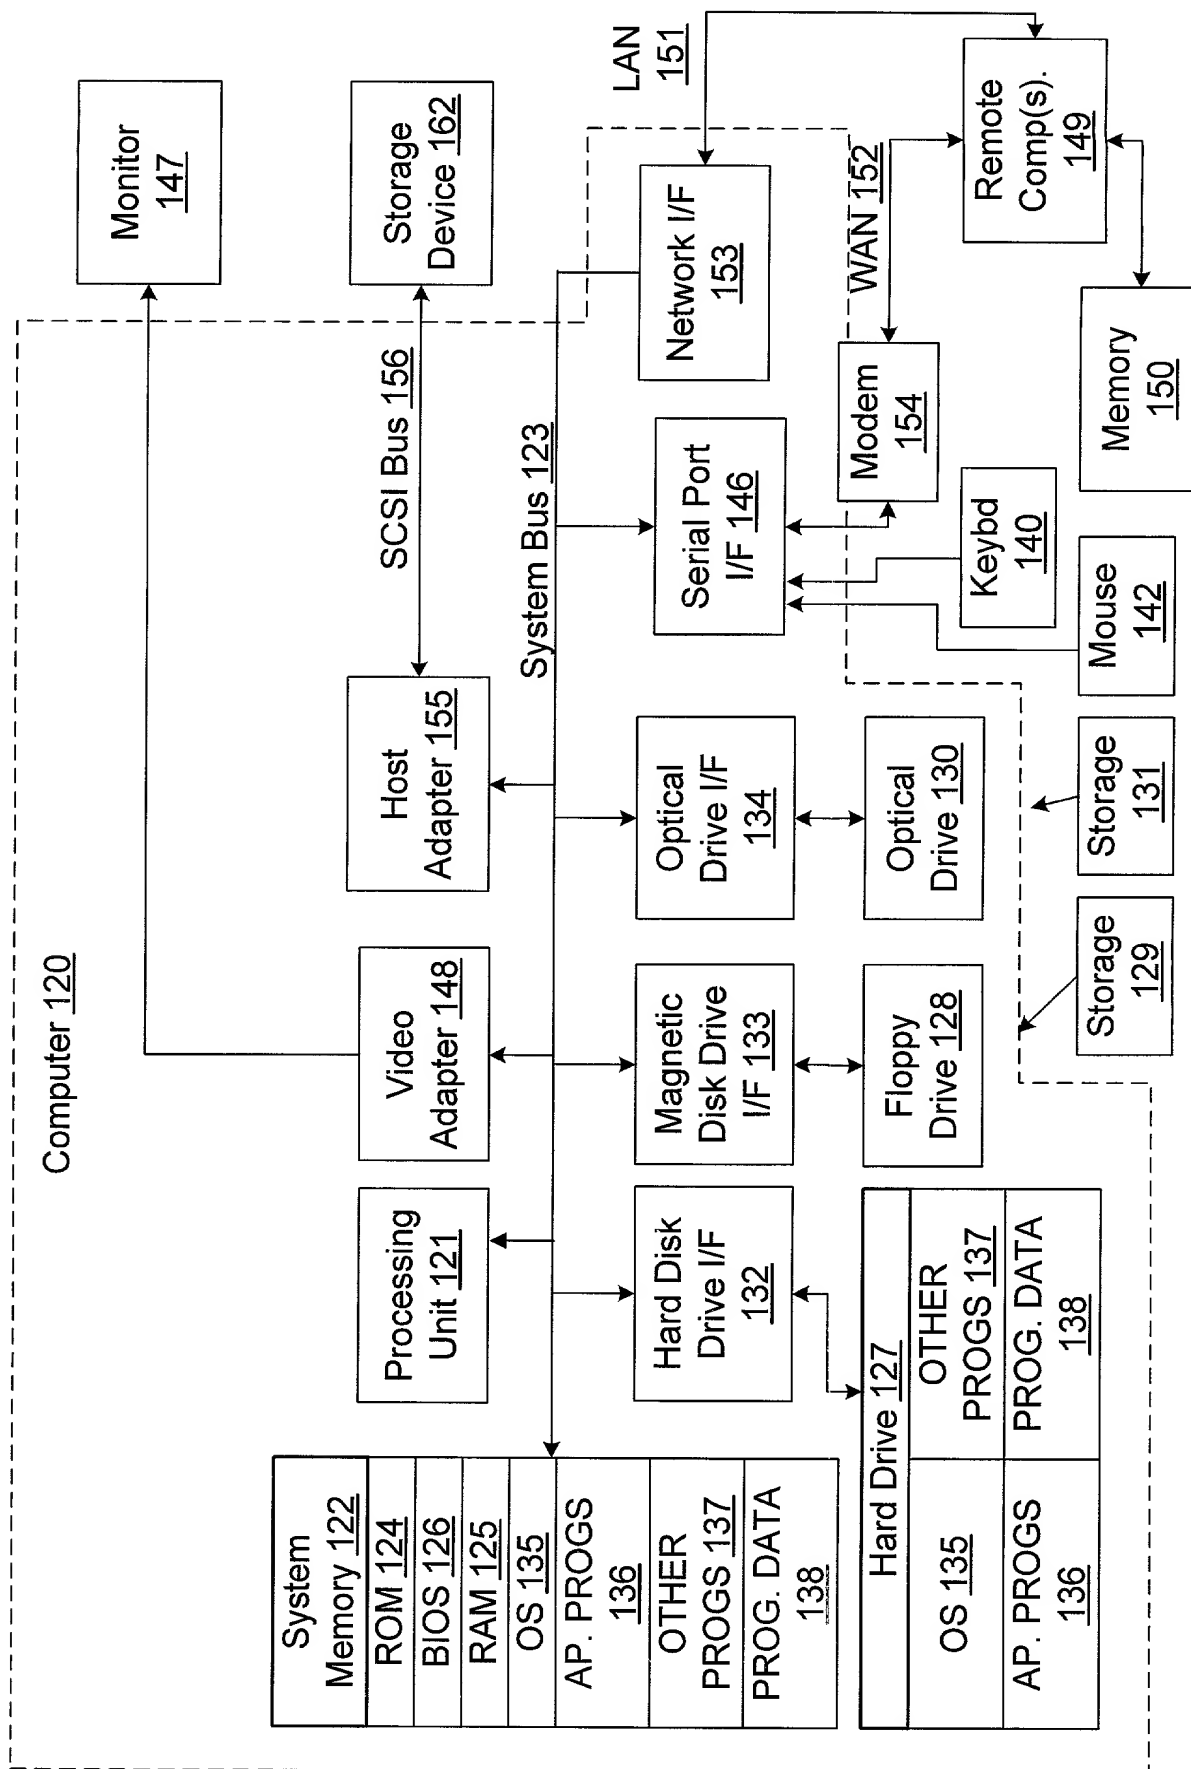 Computer 120
Monitor
147
Storage
Device 162
SCSI Bus 156
System Bus 123
LAN
151
System
Memory 122
ROM 124
BIOS 126
RAM 125
OS 135
AP. PROGS
136
OTHER
PROGS 137
PROG. DATA
138
Processing
Unit 121
Video
Adapter 148
Host
Adapter 155
Hard Disk
Drive I/F
132
Magnetic
Disk Drive
I/F 133
Optical
Drive I/F
134
Serial Port
I/F 146
Network I/F
153
Hard Drive 127
OS 135
OTHER
PROGS 137
AP. PROGS
136
PROG. DATA
138
Floppy
Drive 128
Optical
Drive 130
Modem
154
WAN 152
Remote
Comp(s).
149
Storage
129
Storage
131
Mouse
142
Keybd
140
Memory
150